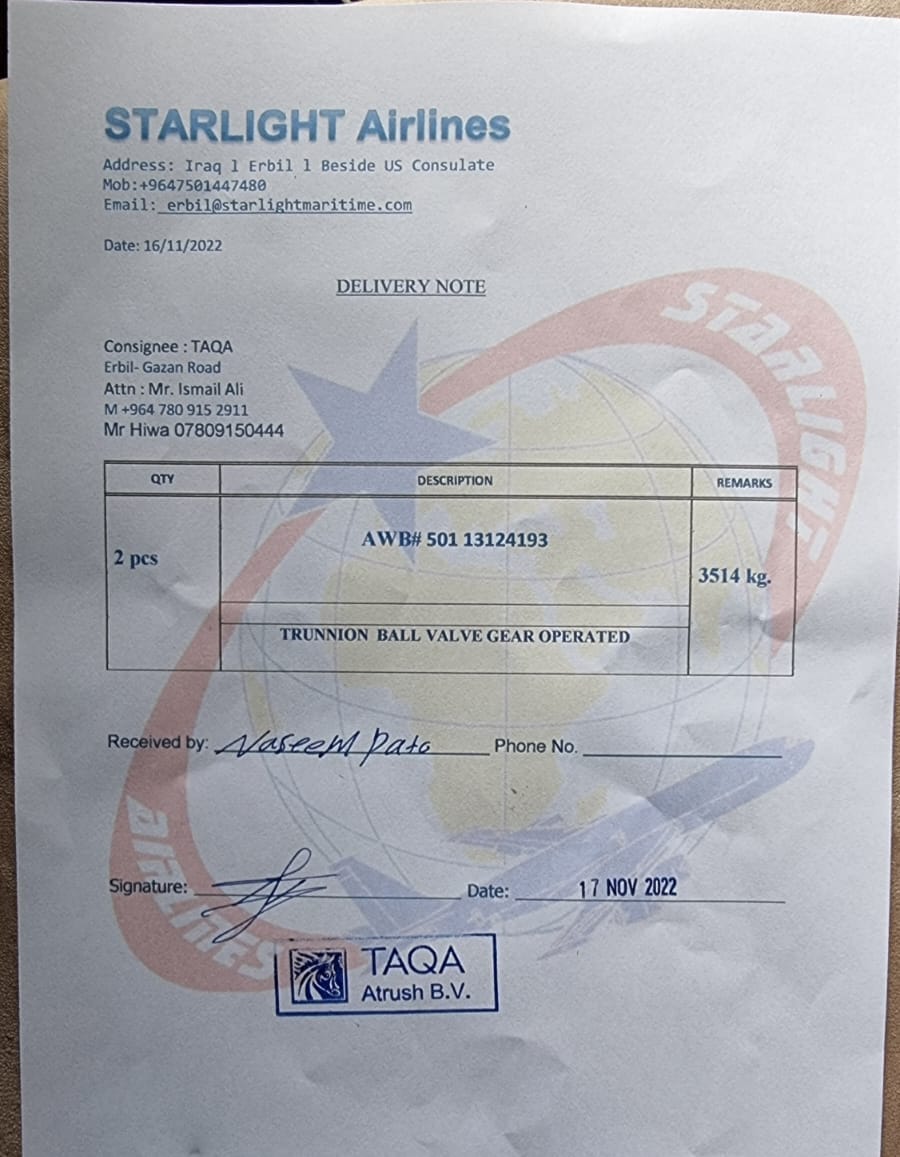 STARLIGHT Airlines
Address: Iraq l Erbil l Beside US Consulate
Mob:+9647501447480
Email: erbil@starlightmaritime.com
Date: 16/11/2022
DELIVERY NOTE
STARLIGHT
Consignee : TAQA
Erbil- Gazan Road
Attn : Mr. Ismail Ali
M +964 780 915 2911
Mr Hiwa 07809150444
QTY DESCRIPTION REMARKS
AWB# 501 13124193
2 pcs
3514 kg.
TRUNNION BALL VALVE GEAR OPERATED
Received by: Naseem Dato Phone No.
AIRLINES
Signature: Date: 17 NOV 2022
TAQA
Atrush B.V.